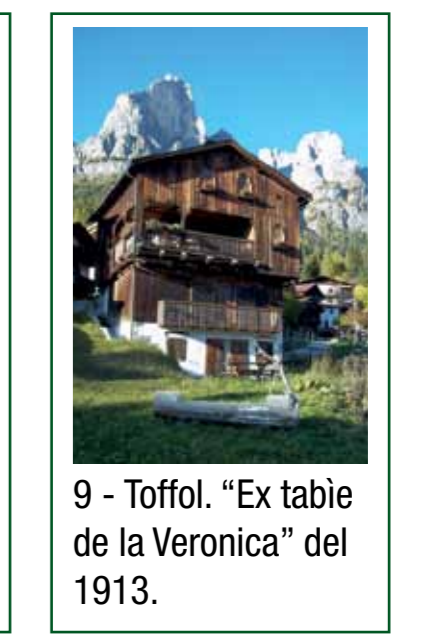 9 - Toffol. “Ex tabìe
de la Veronica” del
1913.